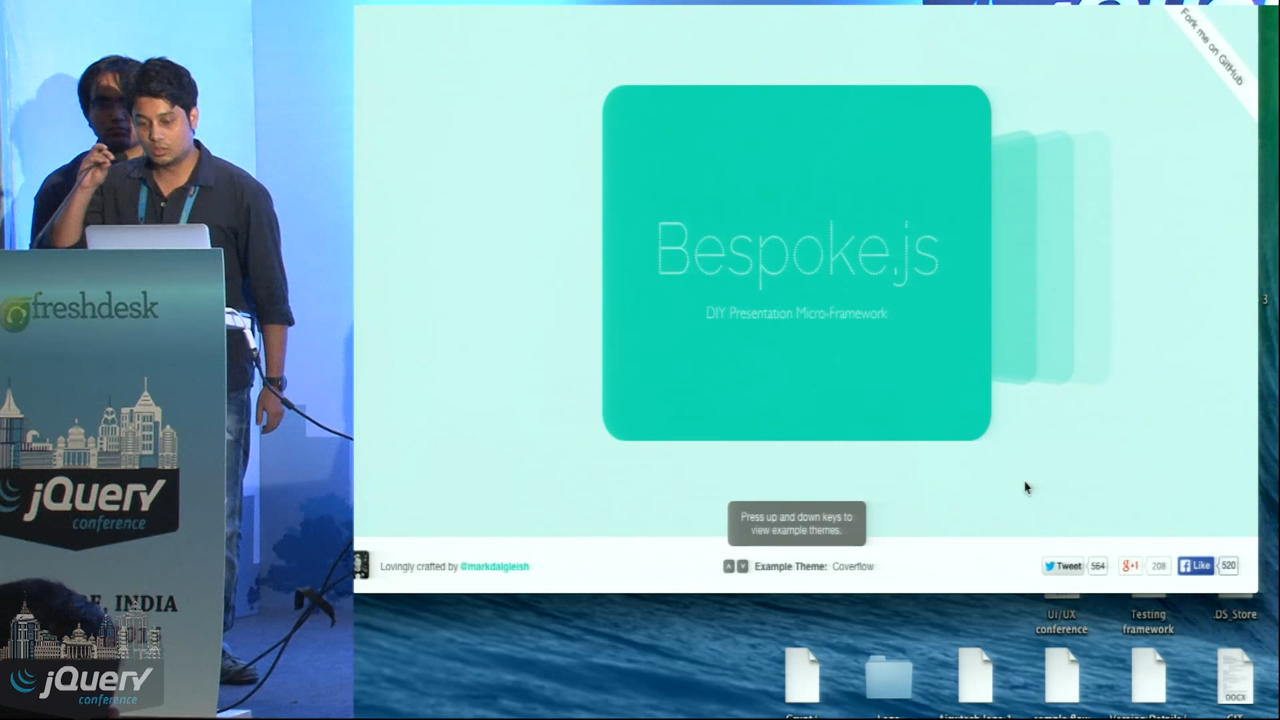 Fork me on GitHub
Bespoke.js
DIY Presentation Micro-Framework
Press up and down keys to
view example themes.
Lovingly crafted by @markdalgleish
Example Theme: Coverflow
Tweet 564
g+1 208
Like 520
UI/UX
conference
Testing
framework
.DS_Store
DOCX
3
freshdesk
jQuery
conference
INDIA
jQuery
conference